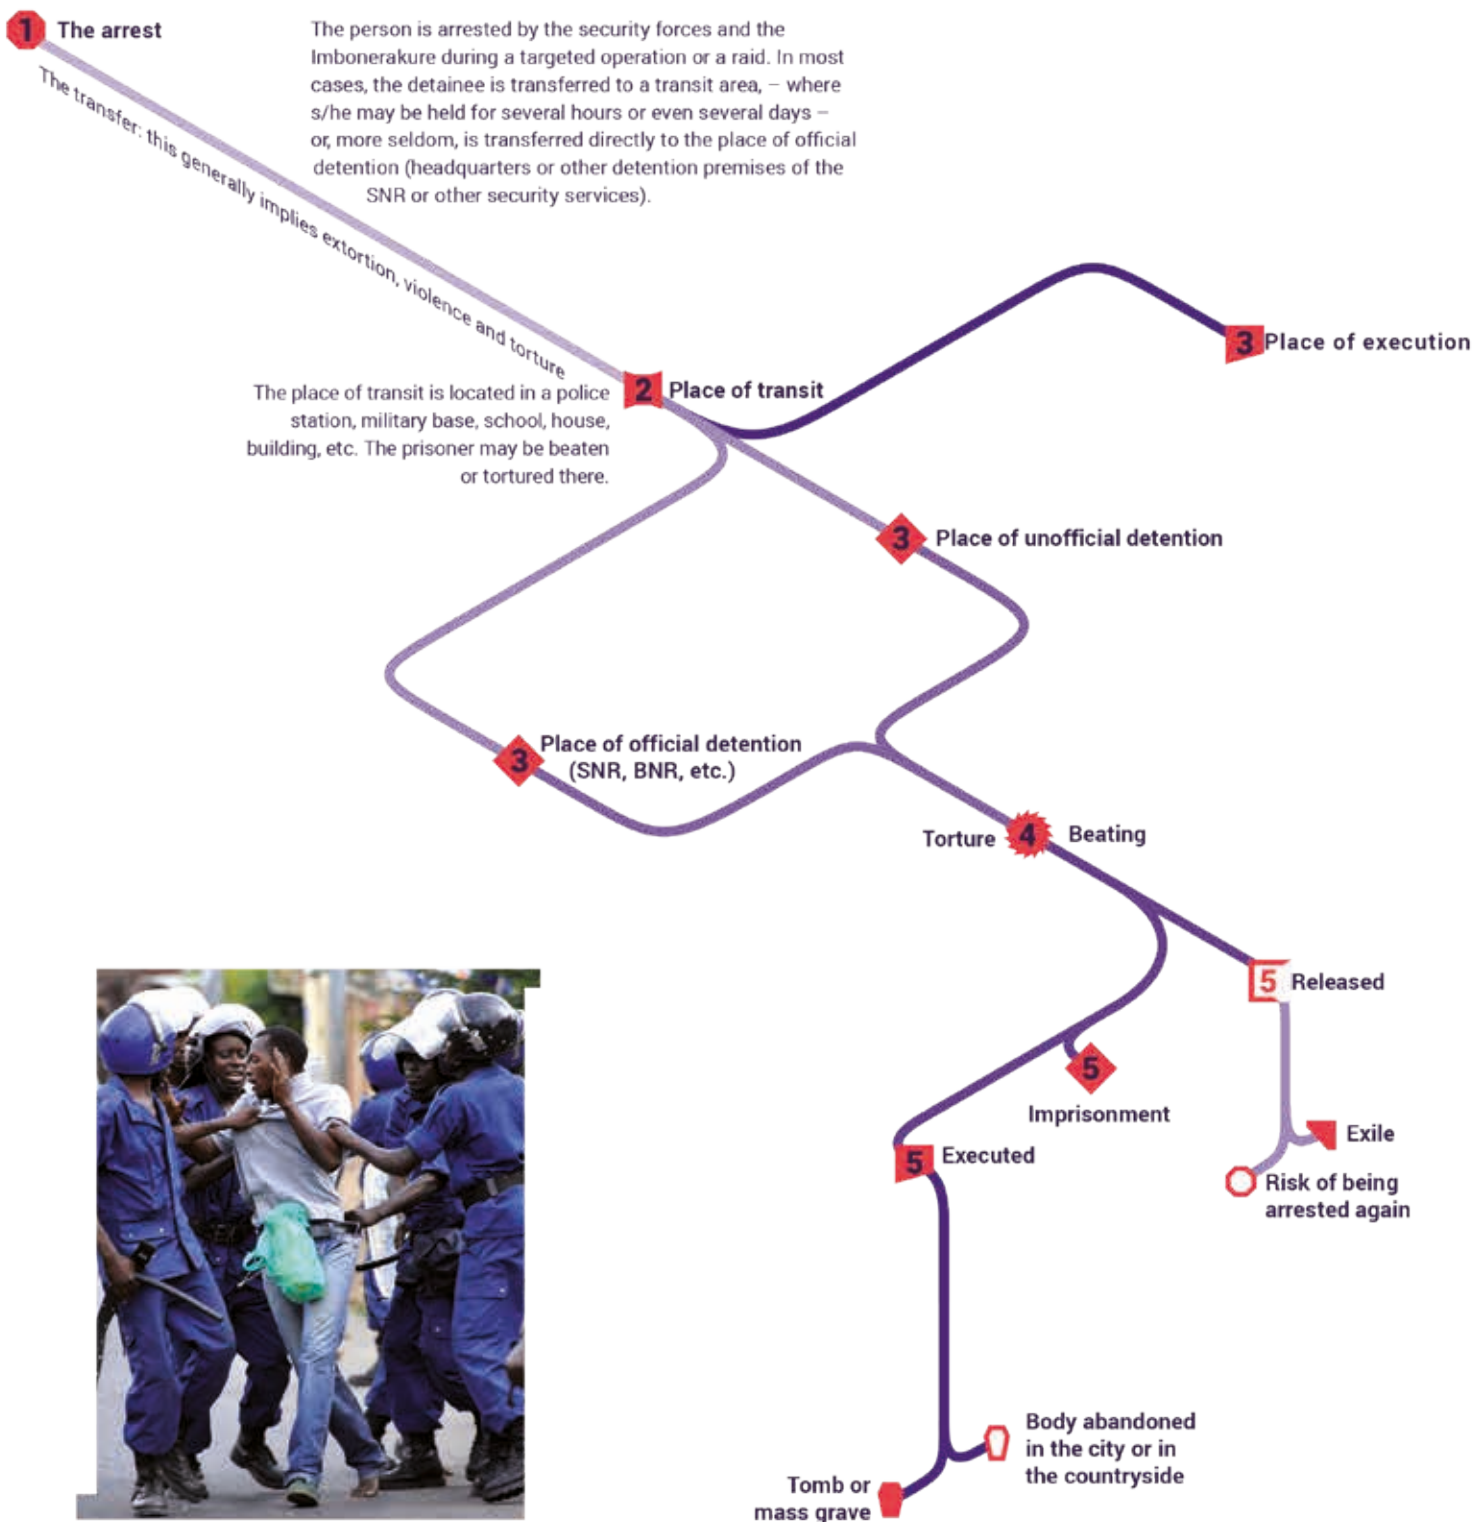 1 The arrest
The person is arrested by the security forces and the
Imbonerakure during a targeted operation or a raid. In most
cases, the detainee is transferred to a transit area, – where
s/he may be held for several hours or even several days –
or, more seldom, is transferred directly to the place of official
detention (headquarters or other detention premises of the
SNR or other security services).
The transfer: this generally implies extortion, violence and torture
3 Place of execution
2 Place of transit
The place of transit is located in a police
station, military base, school, house,
building, etc. The prisoner may be beaten
or tortured there.
3 Place of unofficial detention
3 Place of official detention
(SNR, BNR, etc.)
Torture 4 Beating
5 Released
5
Imprisonment
5 Executed
Exile
Risk of being
arrested again
Body abandoned
in the city or in
the countryside
Tomb or
mass grave